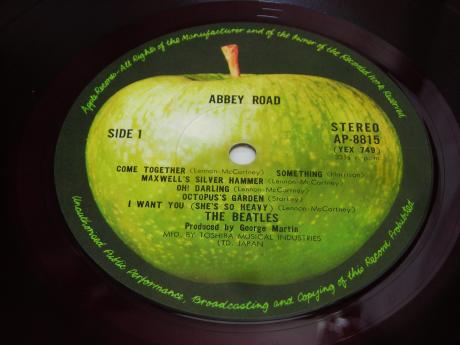 Apple Records-All Rights of the Manufacturer and of the Owner of the Recorded Work Reserved
ABBEY ROAD
SIDE 1
STEREO
AP-8815
(YEX 749)
33⅓ r.p.m.
COME TOGETHER (Lennon-McCartney) SOMETHING (Harrison)
MAXWELL'S SILVER HAMMER (Lennon-McCartney)
OH! DARLING (Lennon-McCartney)
OCTOPUS'S GARDEN (Starkey)
I WANT YOU (SHE'S SO HEAVY) (Lennon-McCartney)
THE BEATLES
Produced by George Martin
MFD. BY TOSHIBA MUSICAL INDUSTRIES
LTD. JAPAN
Unauthorized Public Performance, Broadcasting and Copying of this Record Prohibited